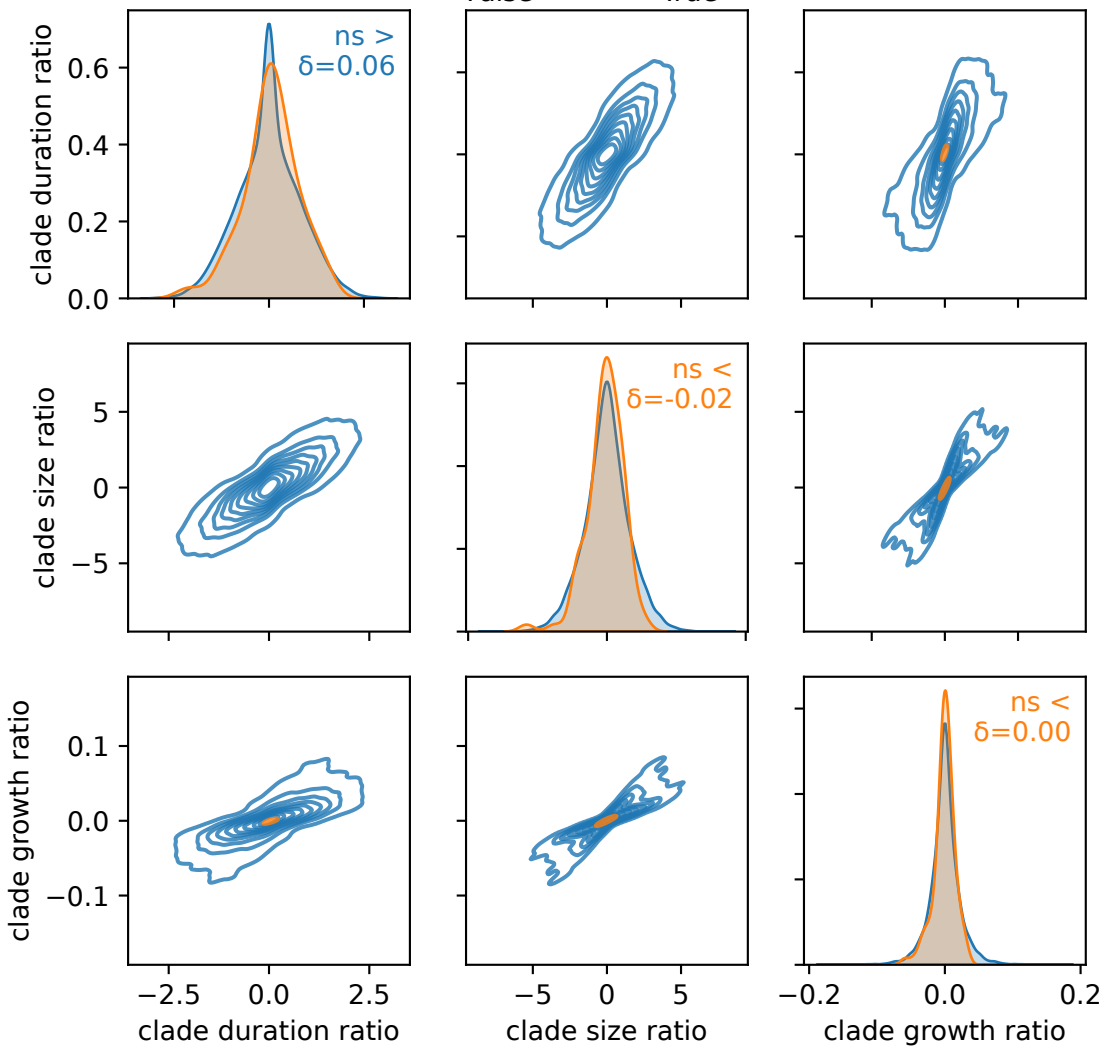 clade duration ratio
0.6
0.4
0.2
0.0
ns >
δ=0.06
clade size ratio
5
0
−5
ns <
δ=-0.02
clade growth ratio
0.1
0.0
−0.1
ns <
δ=0.00
−2.5 0.0 2.5
−5 0 5
−0.2 0.0 0.2
clade duration ratio
clade size ratio
clade growth ratio